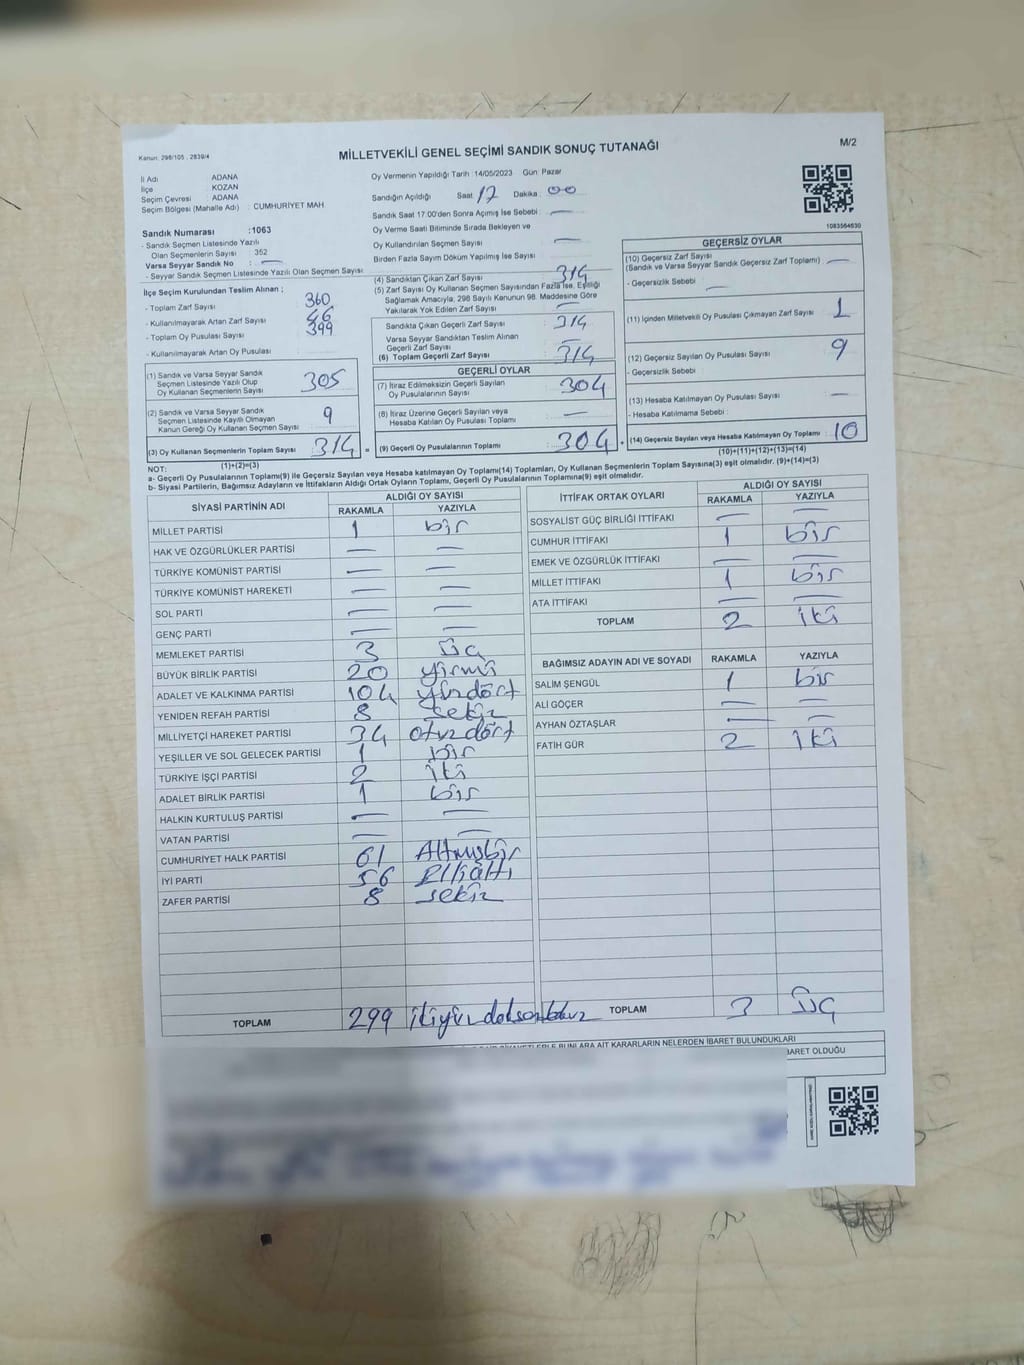 Kanun: 298/105 , 2839/4
MİLLETVEKİLİ GENEL SEÇİMİ SANDIK SONUÇ TUTANAĞI
M/2
İl Adı ADANA
İlçe KOZAN
Seçim Çevresi ADANA
Seçim Bölgesi (Mahalle Adı) : CUMHURİYET MAH.
Sandık Numarası :1063
- Sandık Seçmen Listesinde Yazılı
Olan Seçmenlerin Sayısı 352
Varsa Seyyar Sandık No : —
- Seyyar Sandık Seçmen Listesinde Yazılı Olan Seçmen Sayısı
Oy Vermenin Yapıldığı Tarih : 14/05/2023 Gün: Pazar
Sandığın Açıldığı Saat: 17 Dakika: 00
Sandık Saat 17.00'den Sonra Açılmış İse Sebebi : —
Oy Verme Saati Bitiminde Sırada Bekleyen ve
Oy Kullandırılan Seçmen Sayısı —
Birden Fazla Sayım Döküm Yapılmış İse Sayısı
1083564530
İlçe Seçim Kurulundan Teslim Alınan ;
- Toplam Zarf Sayısı 360
- Kullanılmayarak Artan Zarf Sayısı 46
- Toplam Oy Pusulası Sayısı 399
- Kullanılmayarak Artan Oy Pusulası
(1) Sandık ve Varsa Seyyar Sandık
Seçmen Listesinde Yazılı Olup
Oy Kullanan Seçmenlerin Sayısı 305
(2) Sandık ve Varsa Seyyar Sandık
Seçmen Listesinde Kayıtlı Olmayan
Kanun Gereği Oy Kullanan Seçmen Sayısı 9
(3) Oy Kullanan Seçmenlerin Toplam Sayısı 314 =
(1)+(2)=(3)
(4) Sandıktan Çıkan Zarf Sayısı 314
(5) Zarf Sayısı Oy Kullanan Seçmen Sayısından Fazla İse, Eşitliği
Sağlamak Amacıyla, 298 Sayılı Kanunun 98. Maddesine Göre
Yakılarak Yok Edilen Zarf Sayısı —
Sandıkta Çıkan Geçerli Zarf Sayısı : 314
Varsa Seyyar Sandıktan Teslim Alınan
Geçerli Zarf Sayısı —
(6) Toplam Geçerli Zarf Sayısı : 314
GEÇERLİ OYLAR
(7) İtiraz Edilmeksizin Geçerli Sayılan
Oy Pusulalarının Sayısı 304
(8) İtiraz Üzerine Geçerli Sayılan veya
Hesaba Katılan Oy Pusulası Toplamı —
(9) Geçerli Oy Pusulalarının Toplamı : 304 +
GEÇERSİZ OYLAR
(10) Geçersiz Zarf Sayısı
(Sandık ve Varsa Seyyar Sandık Geçersiz Zarf Toplamı) —
- Geçersizlik Sebebi : —
(11) İçinden Milletvekili Oy Pusulası Çıkmayan Zarf Sayısı 1
(12) Geçersiz Sayılan Oy Pusulası Sayısı 9
- Geçersizlik Sebebi :
(13) Hesaba Katılmayan Oy Pusulası Sayısı —
- Hesaba Katılmama Sebebi :
(14) Geçersiz Sayılan veya Hesaba Katılmayan Oy Toplamı : 10
(10)+(11)+(12)+(13)=(14)
NOT:
a- Geçerli Oy Pusulasının Toplamı(9) ile Geçersiz Sayılan veya Hesaba katılmayan Oy Toplamı(14) Toplamları, Oy Kullanan Seçmenlerin Toplam Sayısına(3) eşit olmalıdır. (9)+(14)=(3)
b- Siyasi Partilerin, Bağımsız Adayların ve İttifakların Aldığı Ortak Oyların Toplamı, Geçerli Oy Pusulalarının Toplamına(9) eşit olmalıdır.
SİYASİ PARTİNİN ADI ALDIĞI OY SAYISI
RAKAMLA YAZIYLA
MİLLET PARTİSİ 1 bir
HAK VE ÖZGÜRLÜKLER PARTİSİ — —
TÜRKİYE KOMÜNİST PARTİSİ — —
TÜRKİYE KOMÜNİST HAREKETİ — —
SOL PARTİ — —
GENÇ PARTİ — —
MEMLEKET PARTİSİ 3 üç
BÜYÜK BİRLİK PARTİSİ 20 yirmi
ADALET VE KALKINMA PARTİSİ 104 yüzdört
YENİDEN REFAH PARTİSİ 8 sekiz
MİLLİYETÇİ HAREKET PARTİSİ 34 otuzdört
YEŞİLLER VE SOL GELECEK PARTİSİ 1 bir
TÜRKİYE İŞÇİ PARTİSİ 2 iki
ADALET BİRLİK PARTİSİ 1 bir
HALKIN KURTULUŞ PARTİSİ — —
VATAN PARTİSİ — —
CUMHURİYET HALK PARTİSİ 61 Altmışbir
İYİ PARTİ 56 Elliałtı
ZAFER PARTİSİ 8 sekiz
TOPLAM 299 ikiyüzdoksandokuz
İTTİFAK ORTAK OYLARI ALDIĞI OY SAYISI
RAKAMLA YAZIYLA
SOSYALİST GÜÇ BİRLİĞİ İTTİFAKI — —
CUMHUR İTTİFAKI 1 bir
EMEK VE ÖZGÜRLÜK İTTİFAKI — —
MİLLET İTTİFAKI 1 bir
ATA İTTİFAKI — —
TOPLAM 2 iki
BAĞIMSIZ ADAYIN ADI VE SOYADI RAKAMLA YAZIYLA
SALİM ŞENGÜL 1 bir
ALİ GÖÇER — —
AYHAN ÖZTAŞLAR — —
FATİH GÜR 2 iki
TOPLAM 3 üç
BUNLARA AİT KARARLARIN NELERDEN İBARET BULUNDUKLARI
İBARET OLDUĞU